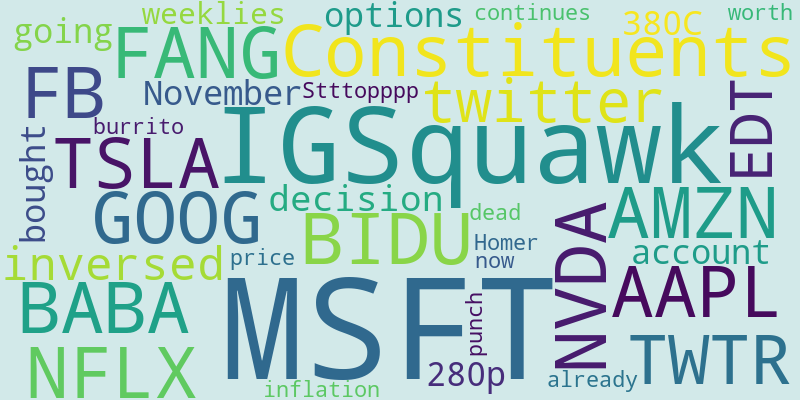 weeklies
options
continues
380C
worth
going
FANG
Constituents
FB
November
Stttopppp
twitter
EDT
burrito
IGSquawk
TSLA
bought
GOOG
decision
BIDU
dead
AMZN
Homer
account
inversed
price
now
NVDA
AAPL
BABA
MSFT
punch
TWTR
NFLX
280p
already
inflation